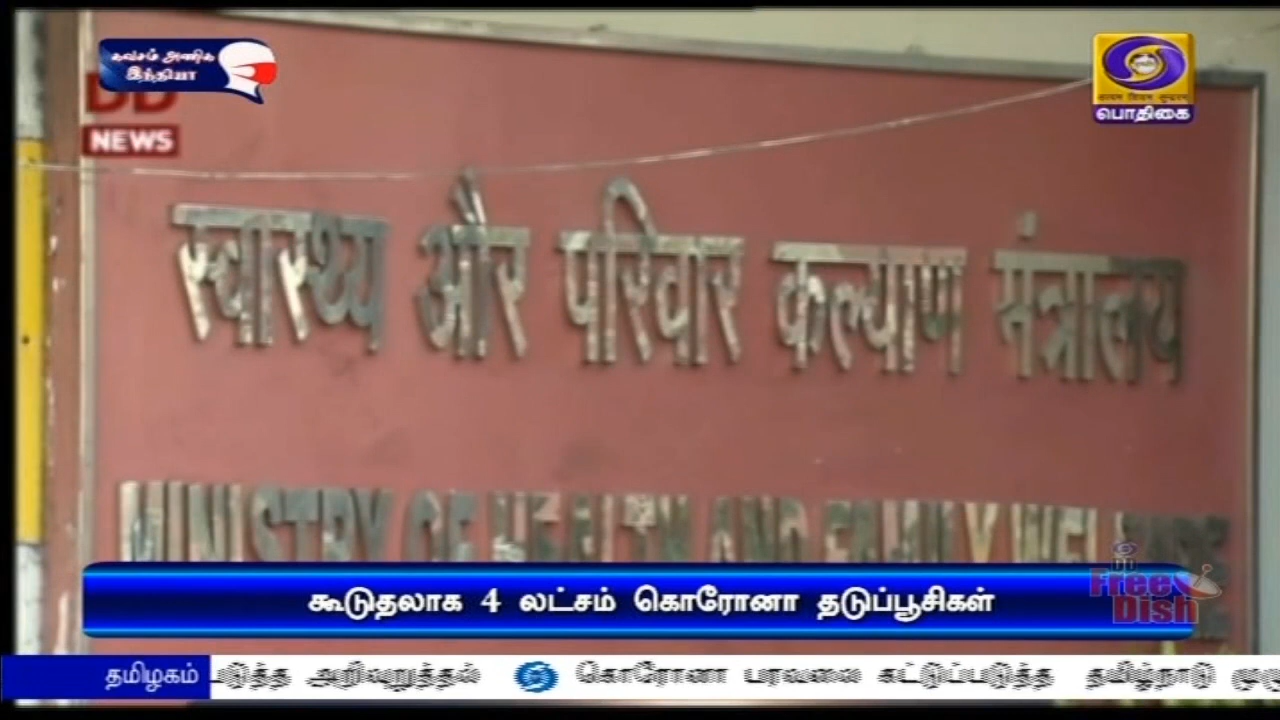 கவசம் அணிக
இந்தியா
DD
NEWS
பொதிகை
स्वास्थ्य और परिवार कल्याण मंत्रालय
MINISTRY OF HEALTH AND FAMILY WELFARE
Free
Dish
கூடுதலாக 4 லட்சம் கொரோனா தடுப்பூசிகள்
தமிழகம் படுத்த அறிவுறுத்தல் கொரோனா பரவலை கட்டுப்படுத்த தமிழ்நாடு முழு